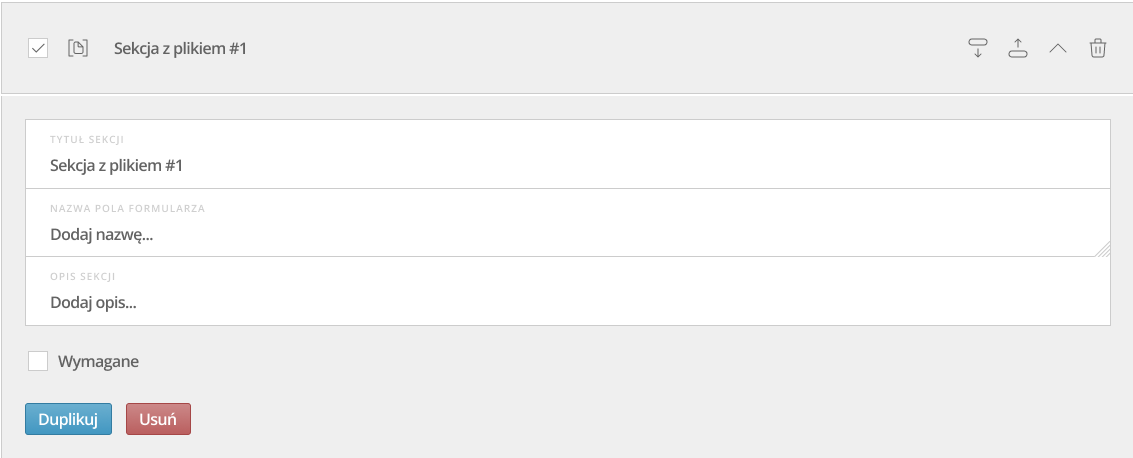 Sekcja z plikiem #1
TYTUŁ SEKCJI
Sekcja z plikiem #1
NAZWA POLA FORMULARZA
Dodaj nazwę...
OPIS SEKCJI
Dodaj opis...
Wymagane
Duplikuj Usuń